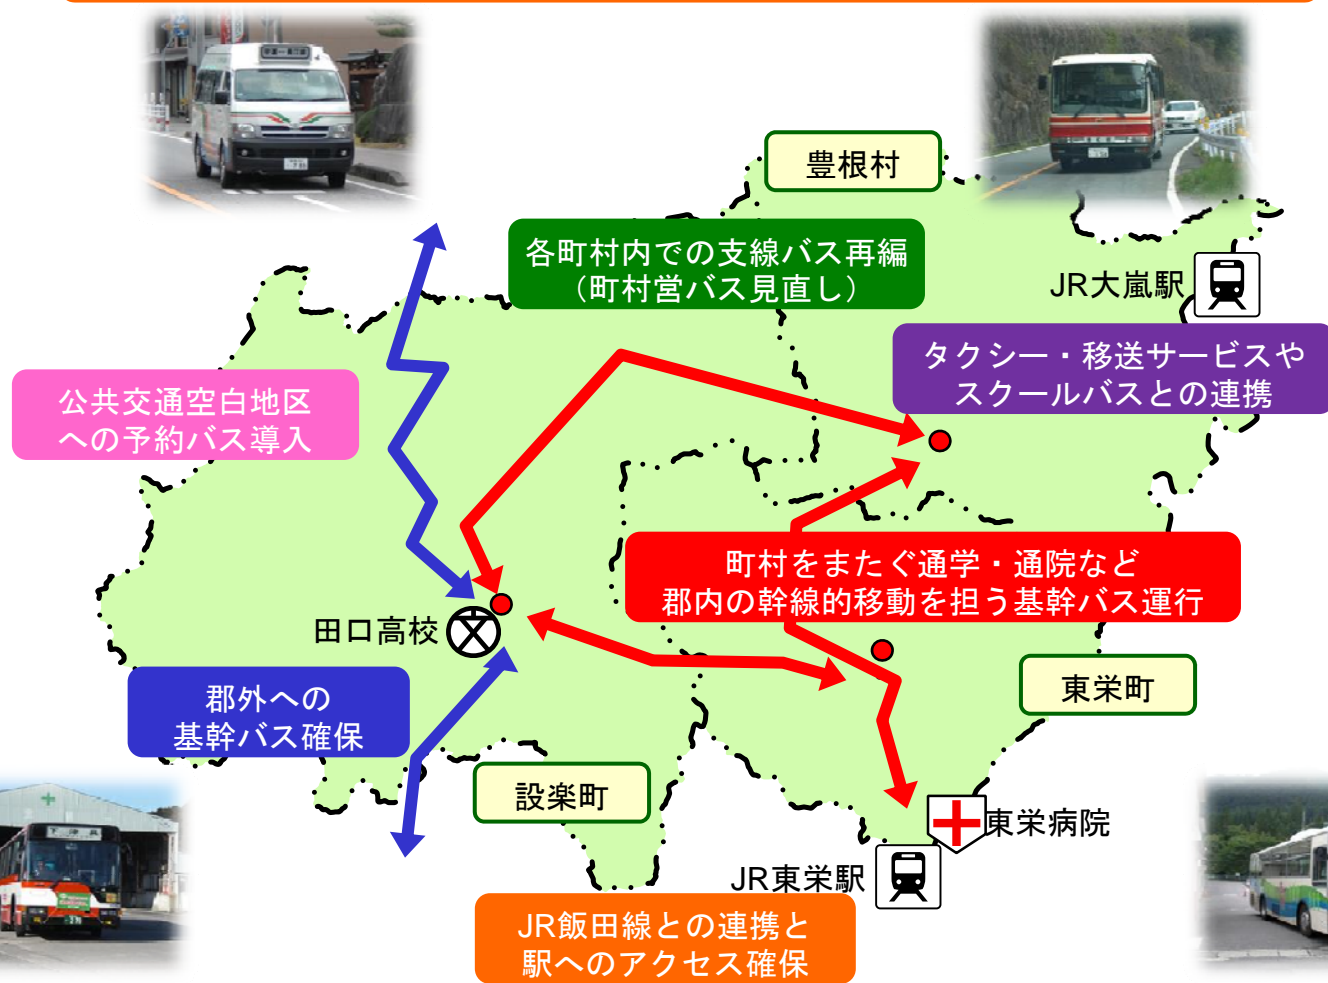 豊根村
各町村内での支線バス再編
（町村営バス見直し）
JR大嵐駅
タクシー・移送サービスや
スクールバスとの連携
公共交通空白地区
への予約バス導入
町村をまたぐ通学・通院など
郡内の幹線的移動を担う基幹バス運行
田口高校
東栄町
郡外への
基幹バス確保
設楽町
東栄病院
JR東栄駅
JR飯田線との連携と
駅へのアクセス確保